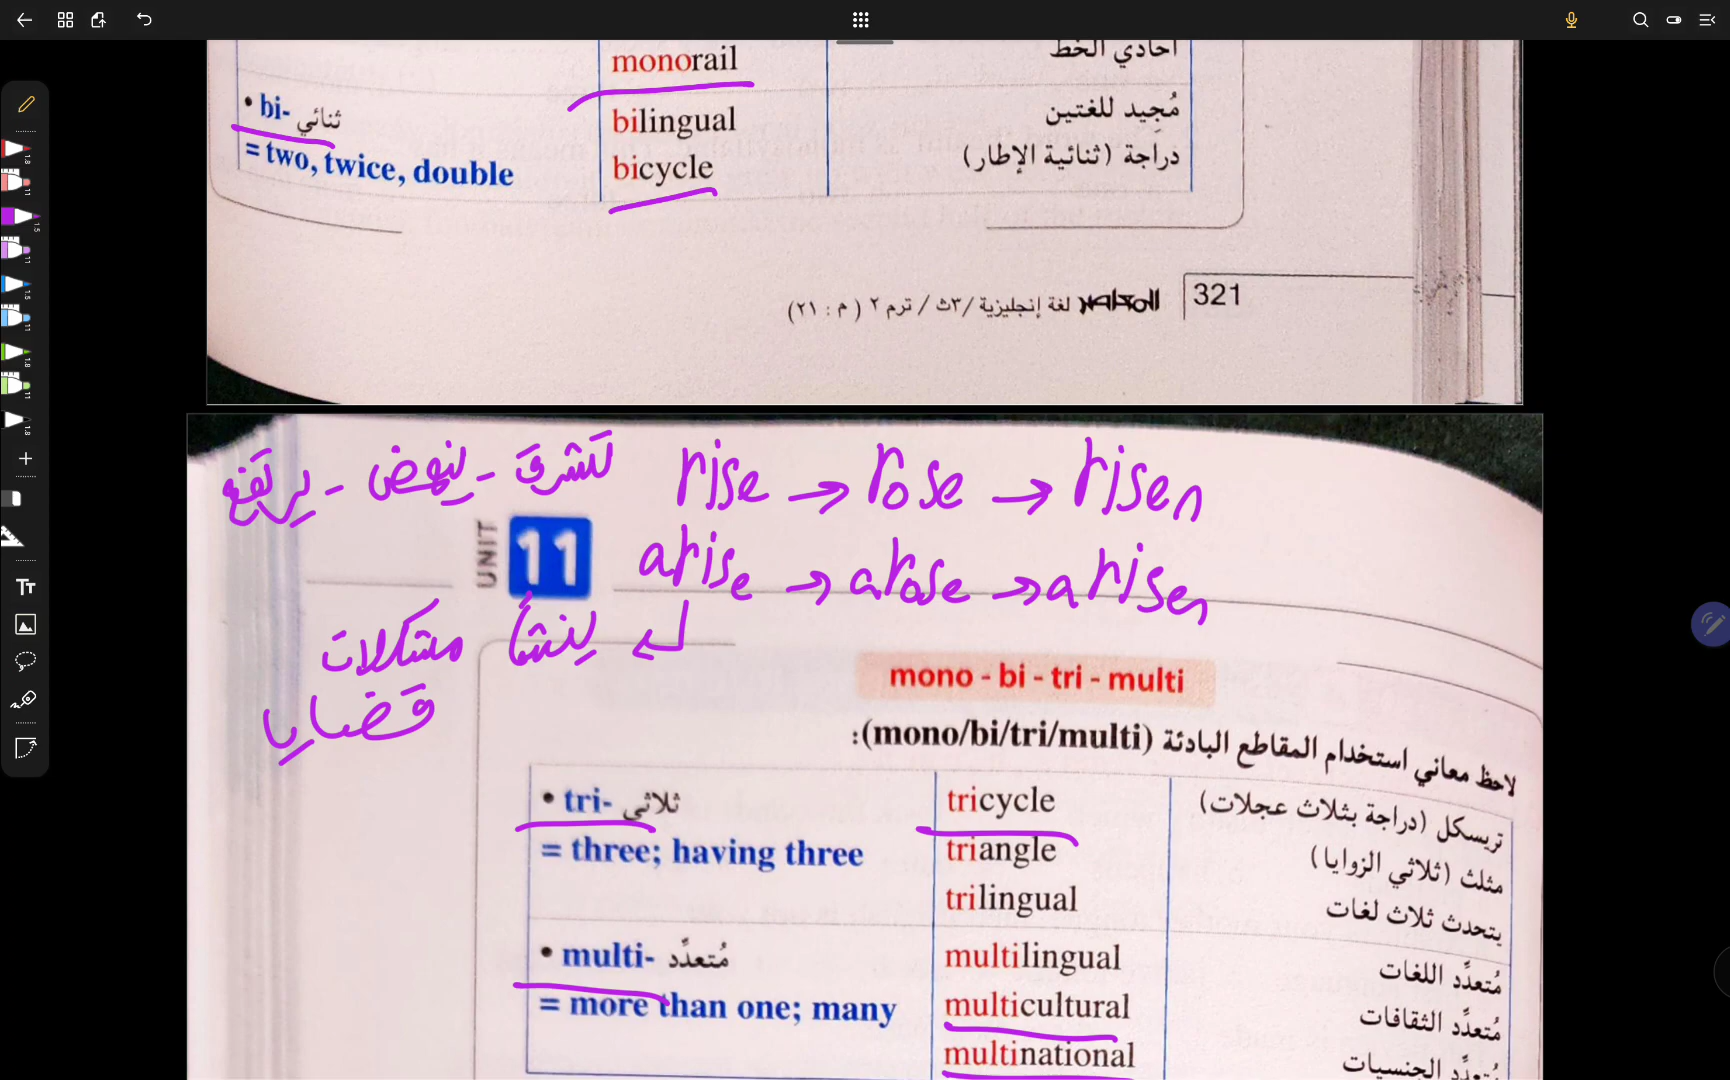 monorail أحادي الخط
• bi- ثنائي bilingual مُجِيد للغتين
= two, twice, double bicycle دراجة (ثنائية الإطار)
المعاصر لغة إنجليزية /٣ث / ترم ٢ (م : ٢١) 321
تشرق - ينهض - يرتفع rise → rose → risen
UNIT 11 arise → arose → arisen
ينشأ مشكلات
قضايا
mono - bi - tri - multi
لاحظ معاني استخدام المقاطع البادئة (mono/bi/tri/multi):
• tri- ثلاثي tricycle تريسكل (دراجة بثلاث عجلات)
= three; having three triangle مثلث (ثلاثي الزوايا)
trilingual يتحدث ثلاث لغات
• multi- مُتعدِّد multilingual مُتعدِّد اللغات
= more than one; many multicultural مُتعدِّد الثقافات
multinational مُتعدِّد الجنسيات